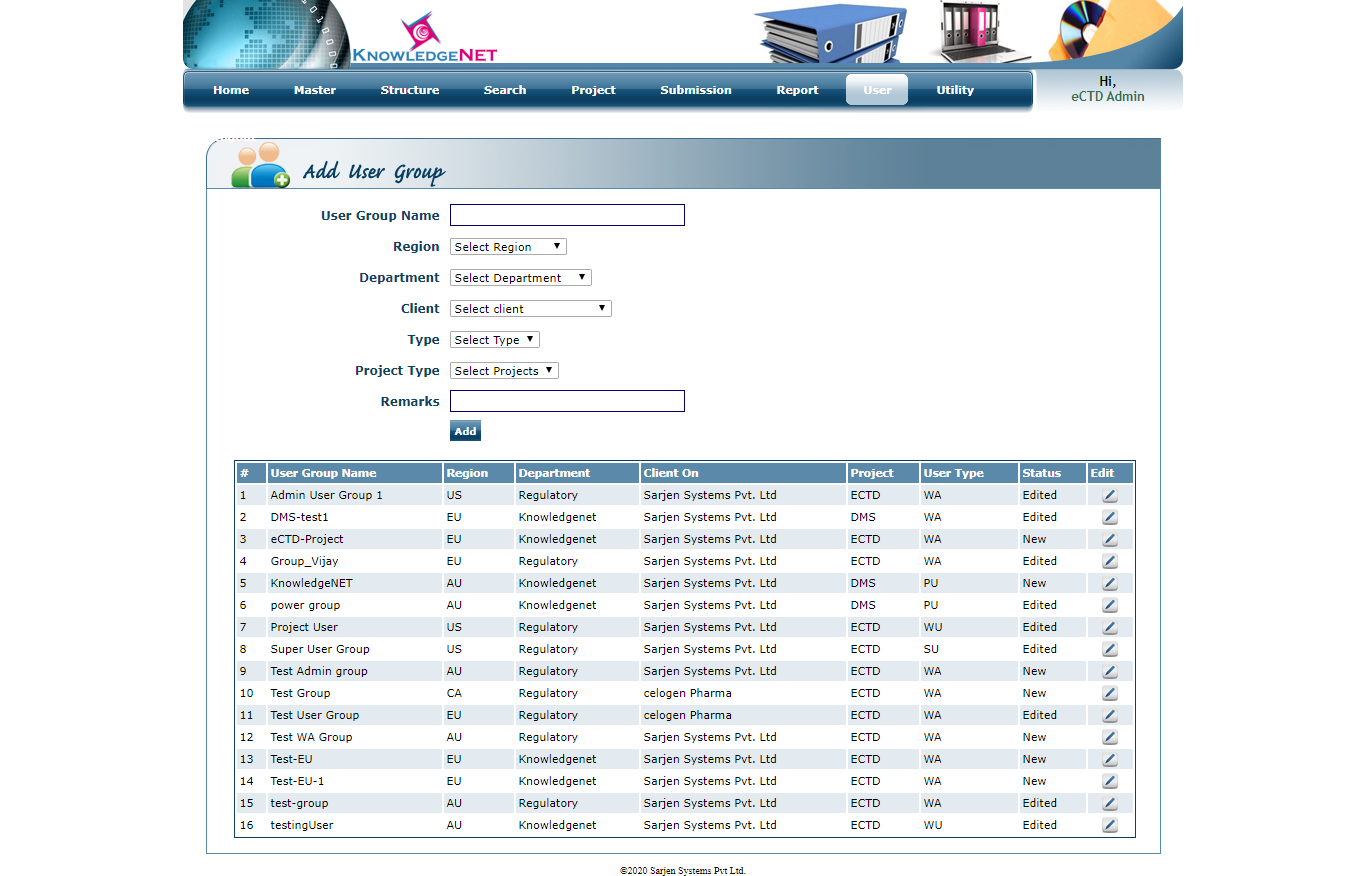 KNOWLEDGENET
Home Master Structure Search Project Submission Report User Utility
Hi,
eCTD Admin
Add User Group
User Group Name
Region Select Region
Department Select Department
Client Select client
Type Select Type
Project Type Select Projects
Remarks
Add
# User Group Name Region Department Client On Project User Type Status Edit
1 Admin User Group 1 US Regulatory Sarjen Systems Pvt. Ltd ECTD WA Edited
2 DMS-test1 EU Knowledgenet Sarjen Systems Pvt. Ltd DMS WA Edited
3 eCTD-Project EU Knowledgenet Sarjen Systems Pvt. Ltd ECTD WA New
4 Group_Vijay EU Regulatory Sarjen Systems Pvt. Ltd ECTD WA Edited
5 KnowledgeNET AU Knowledgenet Sarjen Systems Pvt. Ltd DMS PU New
6 power group AU Knowledgenet Sarjen Systems Pvt. Ltd DMS PU Edited
7 Project User US Regulatory Sarjen Systems Pvt. Ltd ECTD WU Edited
8 Super User Group US Regulatory Sarjen Systems Pvt. Ltd ECTD SU Edited
9 Test Admin group AU Regulatory Sarjen Systems Pvt. Ltd ECTD WA New
10 Test Group CA Regulatory celogen Pharma ECTD WA New
11 Test User Group EU Regulatory celogen Pharma ECTD WA Edited
12 Test WA Group AU Regulatory Sarjen Systems Pvt. Ltd ECTD WA New
13 Test-EU EU Knowledgenet Sarjen Systems Pvt. Ltd ECTD WA New
14 Test-EU-1 EU Knowledgenet Sarjen Systems Pvt. Ltd ECTD WA New
15 test-group AU Regulatory Sarjen Systems Pvt. Ltd ECTD WA Edited
16 testingUser AU Knowledgenet Sarjen Systems Pvt. Ltd ECTD WU Edited
©2020 Sarjen Systems Pvt Ltd.